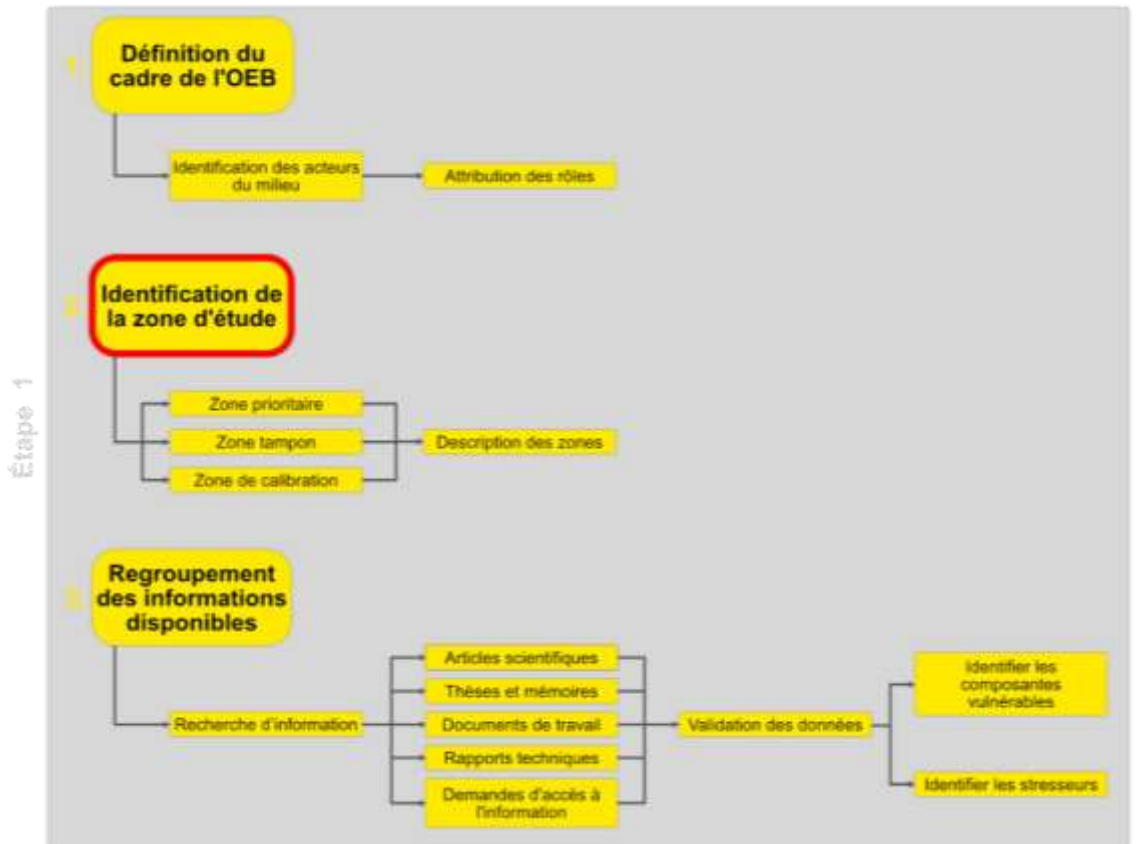 Étape 1
1
Définition du
cadre de l'OEB
Identification des acteurs
du milieu
Attribution des rôles
2
Identification de
la zone d'étude
Zone prioritaire
Zone tampon
Description des zones
Zone de calibration
3
Regroupement
des informations
disponibles
Articles scientifiques
Thèses et mémoires
Recherche d'information
Documents de travail
Rapports techniques
Demandes d'accès à
l'information
Validation des données
Identifier les
composantes
vulnérables
Identifier les stresseurs